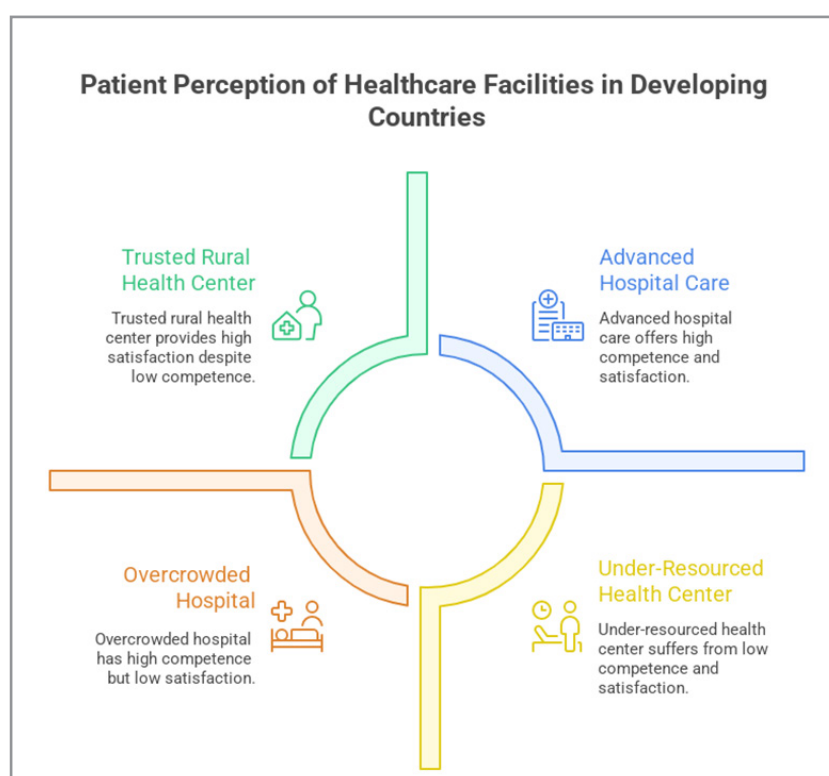 Patient Perception of Healthcare Facilities in Developing
Countries
Trusted Rural
Health Center
Trusted rural health
center provides high
satisfaction despite
low competence.
Advanced
Hospital Care
Advanced hospital
care offers high
competence and
satisfaction.
Overcrowded
Hospital
Overcrowded hospital
has high competence
but low satisfaction.
Under-Resourced
Health Center
Under-resourced health
center suffers from low
competence and
satisfaction.